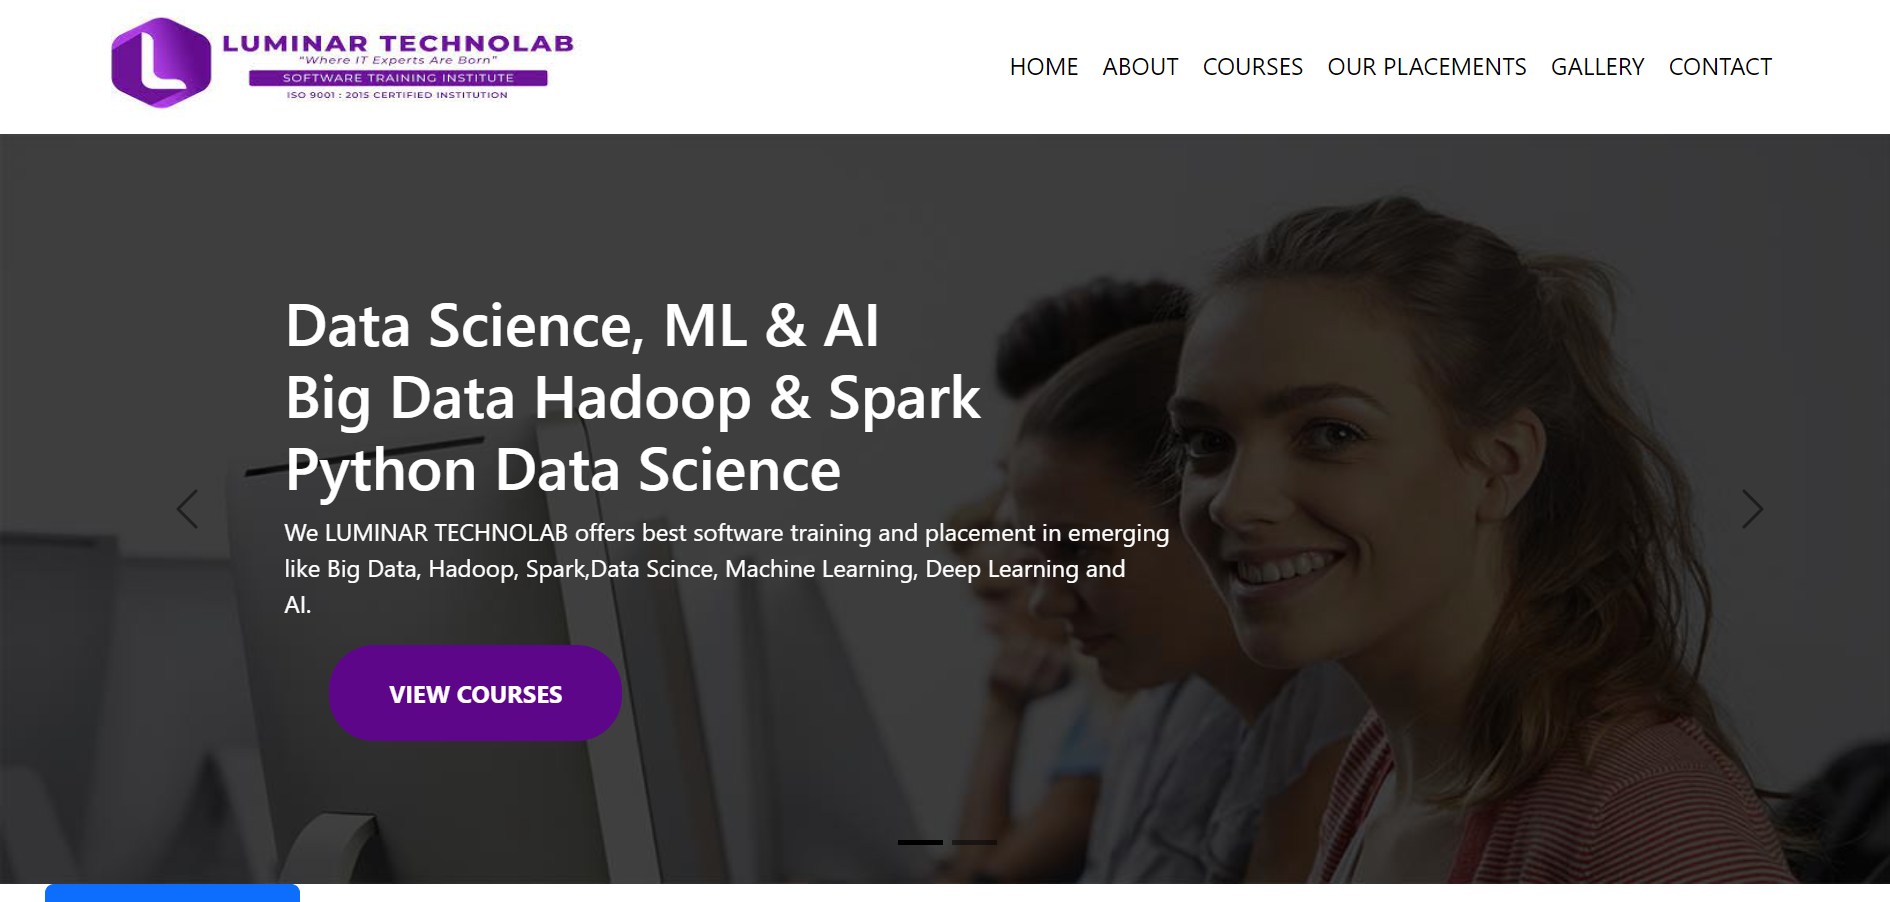 LUMINAR TECHNOLAB
"Where IT Experts Are Born"
SOFTWARE TRAINING INSTITUTE
ISO 9001 : 2015 CERTIFIED INSTITUTION
HOME ABOUT COURSES OUR PLACEMENTS GALLERY CONTACT
Data Science, ML & AI
Big Data Hadoop & Spark
Python Data Science
We LUMINAR TECHNOLAB offers best software training and placement in emerging
like Big Data, Hadoop, Spark,Data Scince, Machine Learning, Deep Learning and
AI.
VIEW COURSES